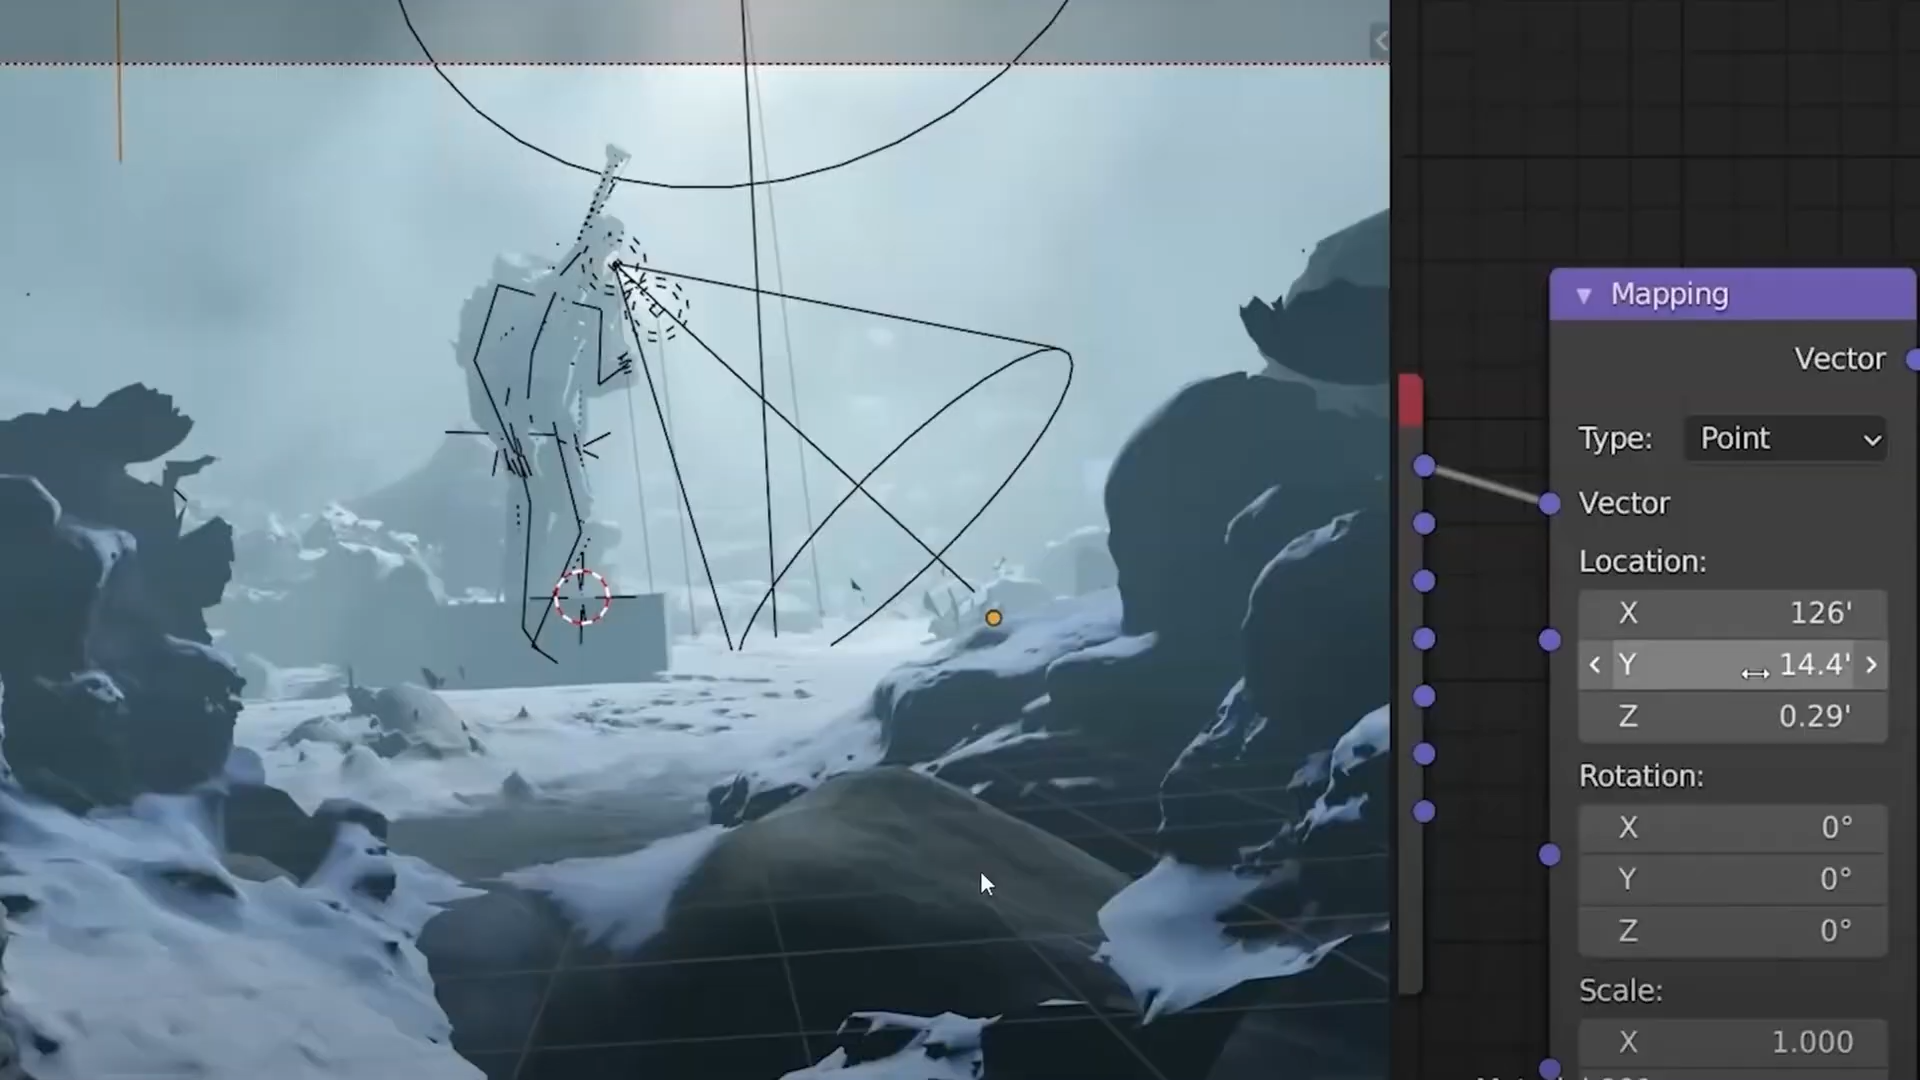 Mapping
Vector
Type: Point
Vector
Location:
X 126'
Y 14.4'
Z 0.29'
Rotation:
X 0°
Y 0°
Z 0°
Scale:
X 1.000